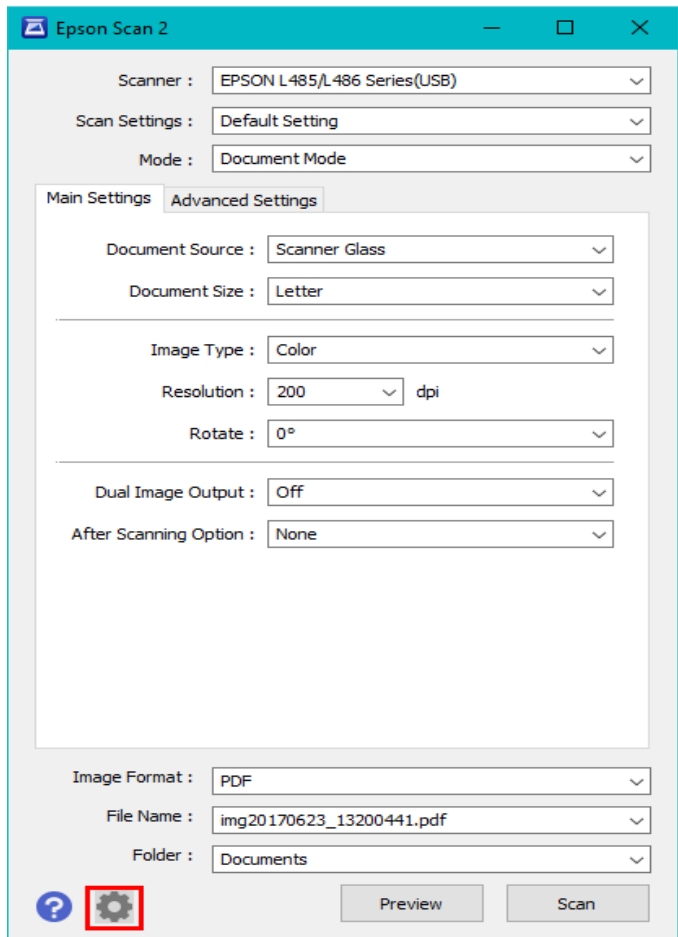 Epson Scan 2
Scanner : EPSON L485/L486 Series(USB)
Scan Settings : Default Setting
Mode : Document Mode
Main Settings Advanced Settings
Document Source : Scanner Glass
Document Size : Letter
Image Type : Color
Resolution : 200 dpi
Rotate : 0°
Dual Image Output : Off
After Scanning Option : None
Image Format : PDF
File Name : img20170623_13200441.pdf
Folder : Documents
? Preview Scan